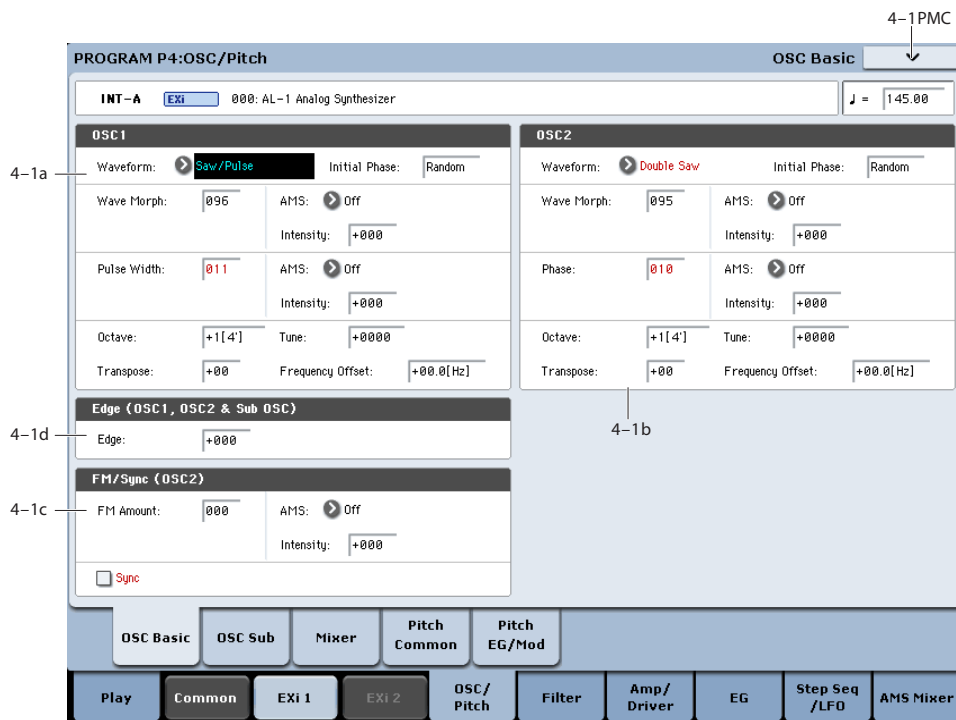 4–1PMC
PROGRAM P4:OSC/Pitch
OSC Basic
INT-A EXi 000: AL-1 Analog Synthesizer
♩ = 145.00
OSC1
4–1a
Waveform: Saw/Pulse Initial Phase: Random
Wave Morph: 096 AMS: Off
Intensity: +000
Pulse Width: 011 AMS: Off
Intensity: +000
Octave: +1[4'] Tune: +0000
Transpose: +00 Frequency Offset: +00.0[Hz]
OSC2
Waveform: Double Saw Initial Phase: Random
Wave Morph: 095 AMS: Off
Intensity: +000
Phase: 010 AMS: Off
Intensity: +000
Octave: +1[4'] Tune: +0000
Transpose: +00 Frequency Offset: +00.0[Hz]
4–1b
Edge (OSC1, OSC2 & Sub OSC)
4–1d
Edge: +000
FM/Sync (OSC2)
4–1c
FM Amount: 000 AMS: Off
Intensity: +000
Sync
OSC Basic
OSC Sub
Mixer
Pitch
Common
Pitch
EG/Mod
Play
Common
EXi 1
EXi 2
OSC/
Pitch
Filter
Amp/
Driver
EG
Step Seq
/LFO
AMS Mixer